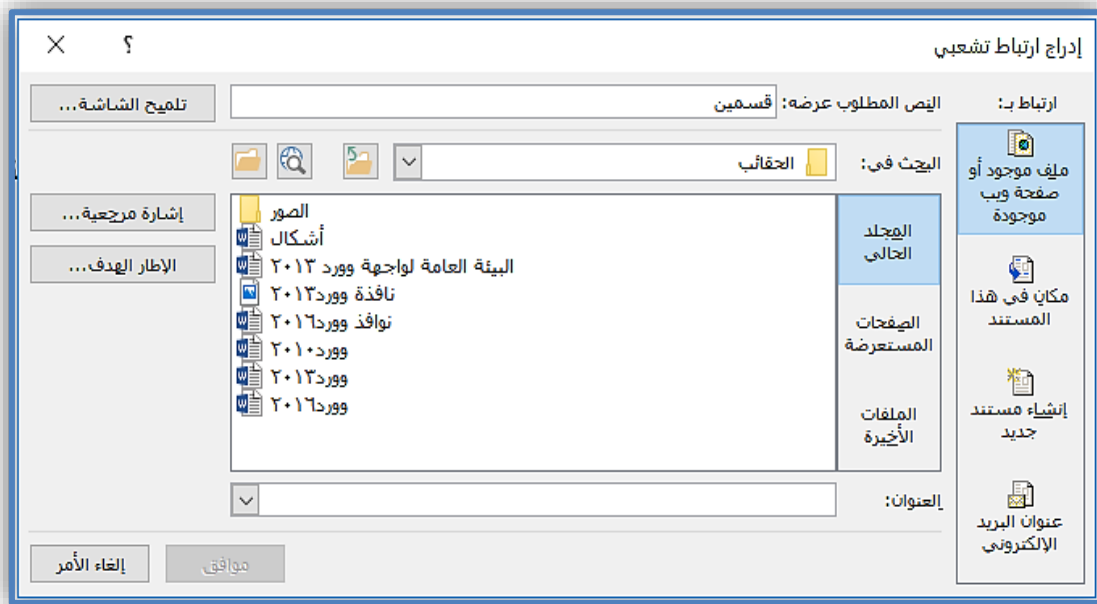 إدراج ارتباط تشعبي
؟
ارتباط بـ:
النص المطلوب عرضه: قسمين
تلميح الشاشة...
ملف موجود أو
صفحة ويب
موجودة
مكان في هذا
المستند
إنشاء مستند
جديد
عنوان البريد
الإلكتروني
البحث في: الحقائب
المجلد
الحالي
الصفحات
المستعرضة
الملفات
الأخيرة
الصور
أشكال
البيئة العامة لواجهة وورد ٢٠١٣
نافذة وورد٢٠١٣
نوافذ وورد٢٠١٦
وورد٢٠١٠
وورد٢٠١٣
وورد٢٠١٦
إشارة مرجعية...
الإطار الهدف...
العنوان:
موافق
إلغاء الأمر